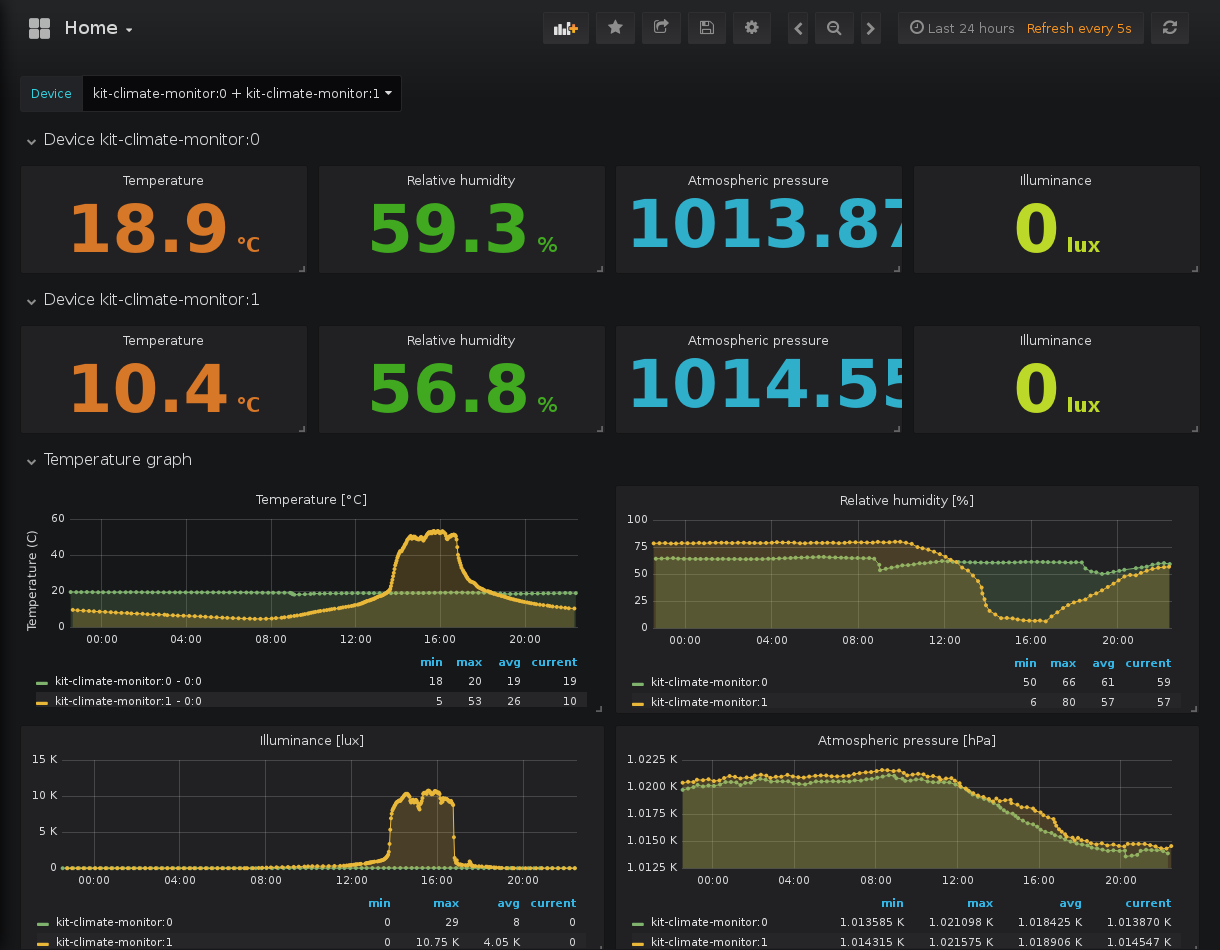 Home
Last 24 hours Refresh every 5s
Device kit-climate-monitor:0 + kit-climate-monitor:1
Device kit-climate-monitor:0
Temperature Relative humidity Atmospheric pressure Illuminance
18.9 °C 59.3 % 1013.87 0 lux
Device kit-climate-monitor:1
Temperature Relative humidity Atmospheric pressure Illuminance
10.4 °C 56.8 % 1014.55 0 lux
Temperature graph
Temperature [°C]
Temperature (C)
60
40
20
0
00:00 04:00 08:00 12:00 16:00 20:00
min max avg current
kit-climate-monitor:0 - 0:0 18 20 19 19
kit-climate-monitor:1 - 0:0 5 53 26 10
Relative humidity [%]
100
75
50
25
0
00:00 04:00 08:00 12:00 16:00 20:00
min max avg current
kit-climate-monitor:0 50 66 61 59
kit-climate-monitor:1 6 80 57 57
Illuminance [lux]
15 K
10 K
5 K
0
00:00 04:00 08:00 12:00 16:00 20:00
min max avg current
kit-climate-monitor:0 0 29 8 0
kit-climate-monitor:1 0 10.75 K 4.05 K 0
Atmospheric pressure [hPa]
1.0225 K
1.0200 K
1.0175 K
1.0150 K
1.0125 K
00:00 04:00 08:00 12:00 16:00 20:00
min max avg current
kit-climate-monitor:0 1.013585 K 1.021098 K 1.018425 K 1.013870 K
kit-climate-monitor:1 1.014315 K 1.021575 K 1.018906 K 1.014547 K